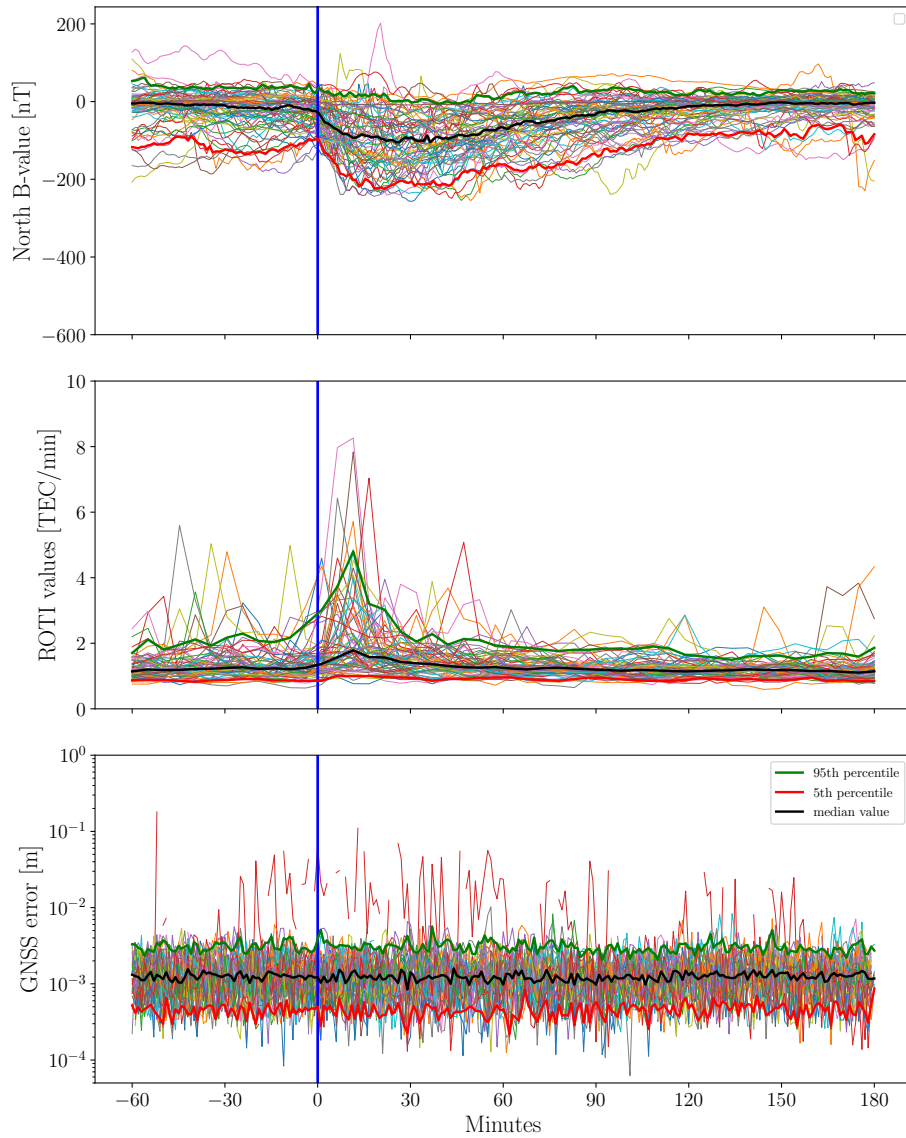 200
0
−200
−400
−600
North B-value [nT]
10
8
6
4
2
0
ROTI values [TEC/min]
10⁰
10⁻¹
10⁻²
10⁻³
10⁻⁴
GNSS error [m]
95th percentile
5th percentile
median value
−60 −30 0 30 60 90 120 150 180
Minutes